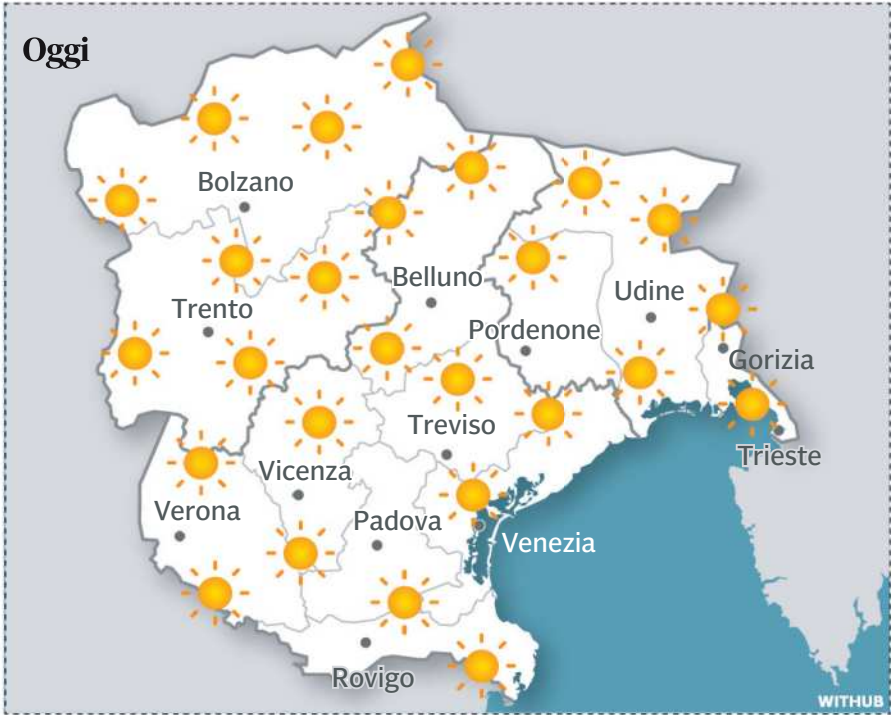 Oggi
Bolzano
Belluno
Udine
Trento
Pordenone
Gorizia
Treviso
Trieste
Vicenza
Verona
Padova
Venezia
Rovigo
WITHUB